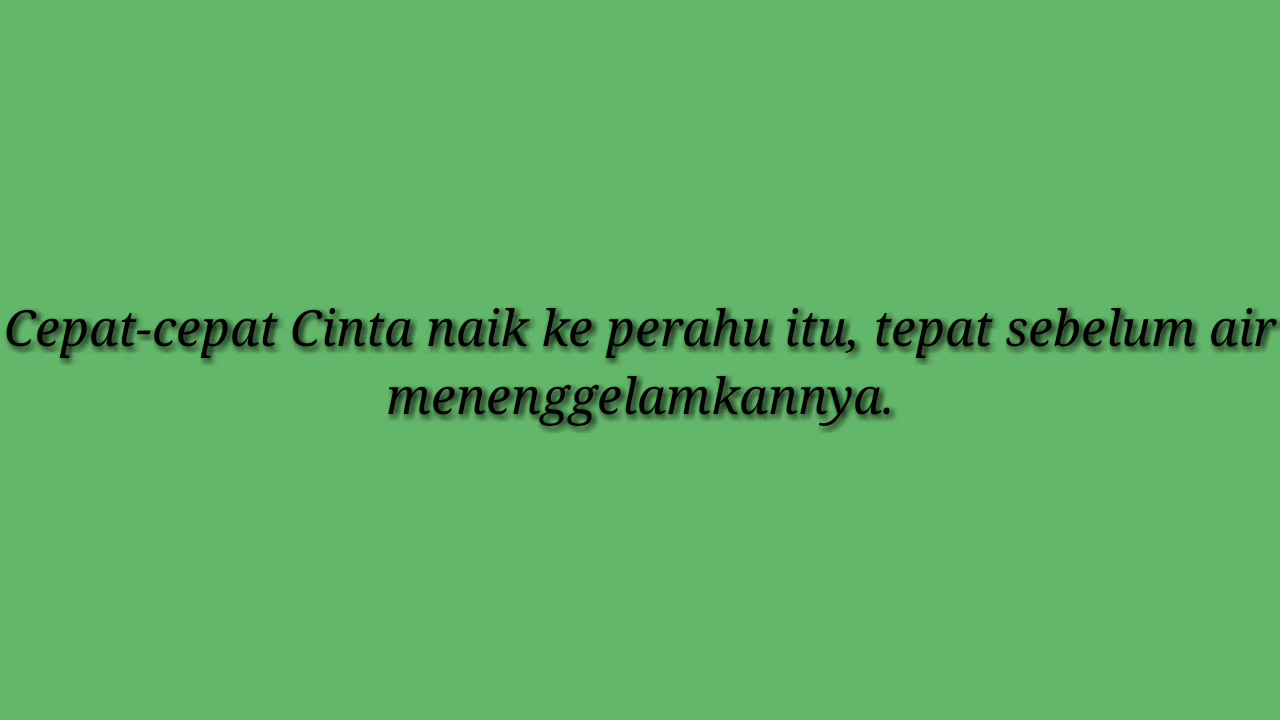 Cepat-cepat Cinta naik ke perahu itu, tepat sebelum air
menenggelamkannya.